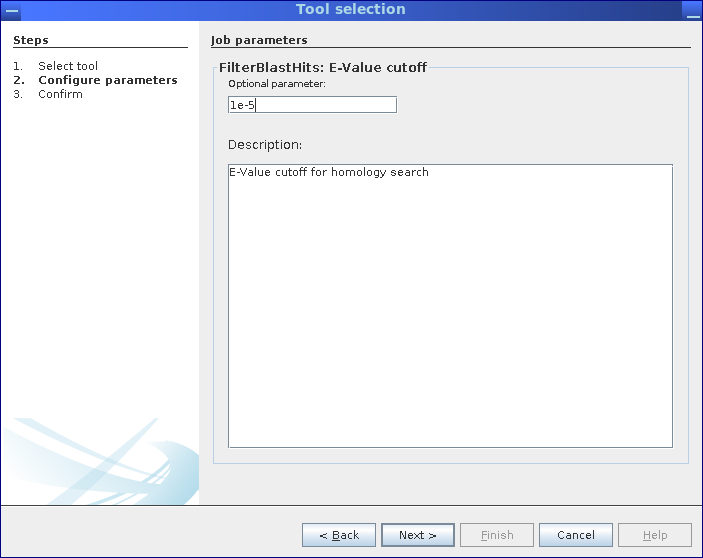 Tool selection
Steps
1. Select tool
2. Configure parameters
3. Confirm
Job parameters
FilterBlastHits: E-Value cutoff
Optional parameter:
1e-5
Description:
E-Value cutoff for homology search
< Back
Next >
Finish
Cancel
Help